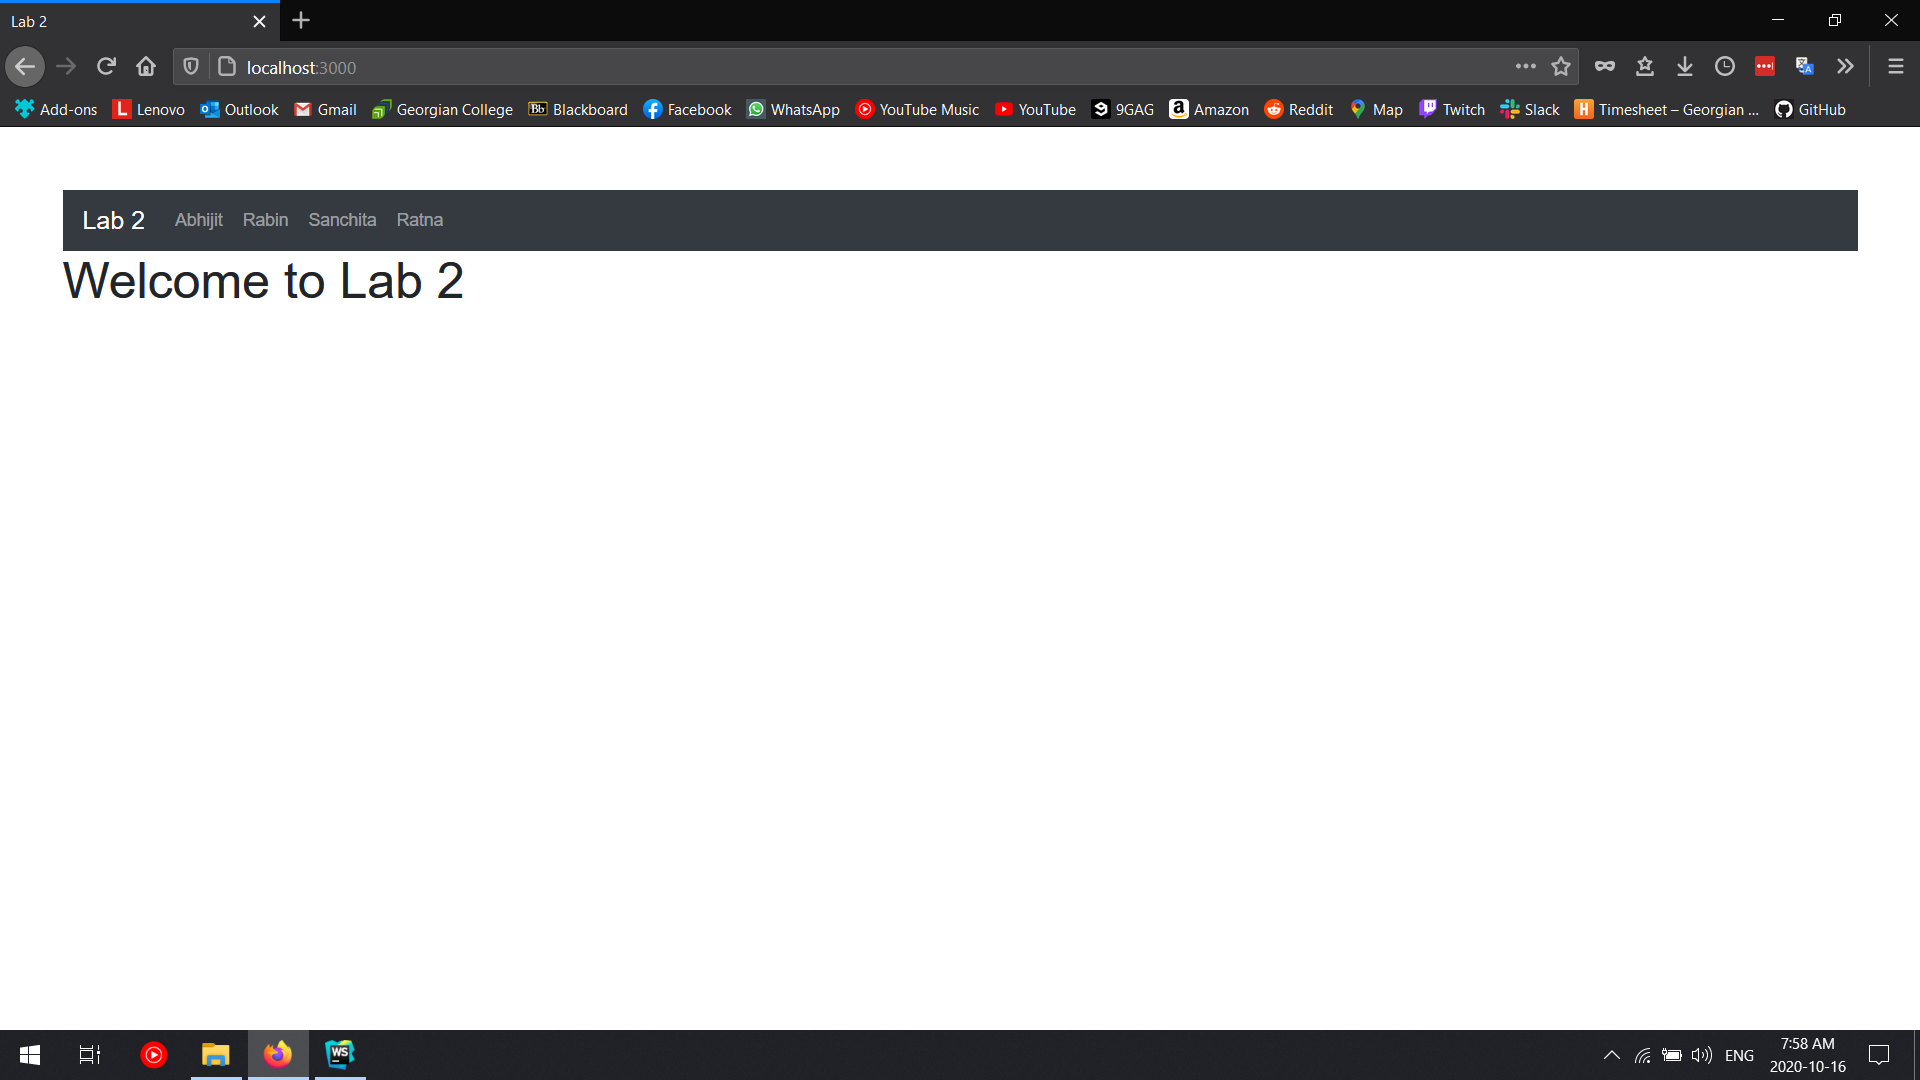 Lab 2
localhost:3000
Add-ons Lenovo Outlook Gmail Georgian College Blackboard Facebook WhatsApp YouTube Music YouTube 9GAG Amazon Reddit Map Twitch Slack Timesheet – Georgian ... GitHub
Lab 2 Abhijit Rabin Sanchita Ratna
Welcome to Lab 2
ENG
7:58 AM
2020-10-16